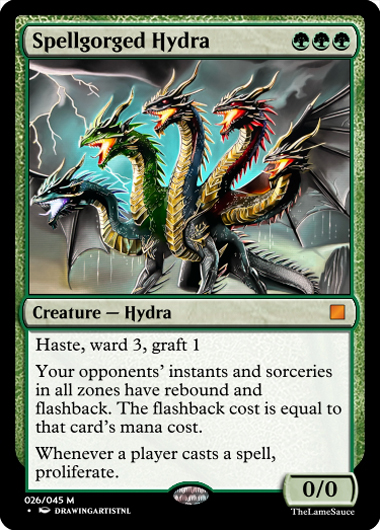 Spellgorged Hydra
Creature — Hydra
Haste, ward 3, graft 1
Your opponents' instants and sorceries
in all zones have rebound and
flashback. The flashback cost is equal to
that card's mana cost.
Whenever a player casts a spell,
proliferate.
0/0
026/045 M
• DRAWINGARTISTNL
TheLameSauce